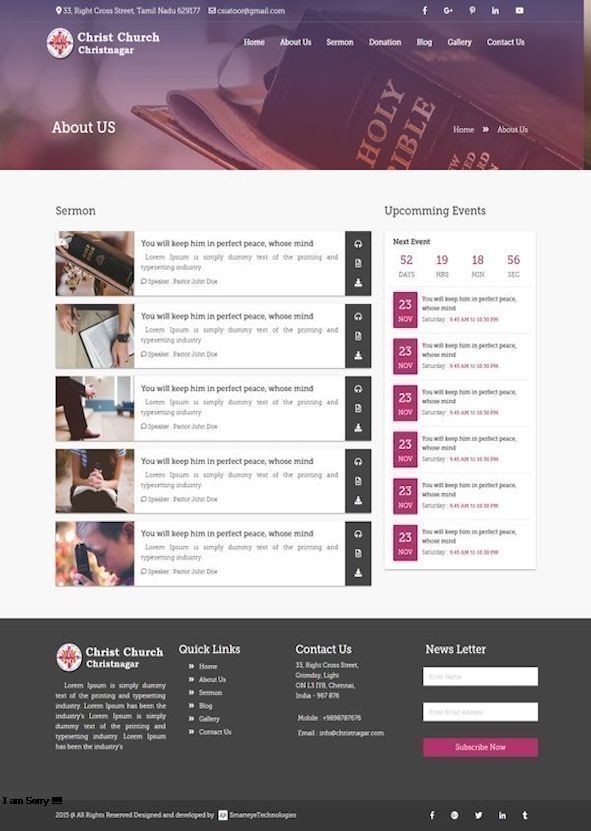 33, Right Cross Street, Tamil Nadu 629177 csiatoor@gmail.com
Christ Church
Christnagar
Home About Us Sermon Donation Blog Gallery Contact Us
HOLY
BIBLE
About US
Home » About Us
Sermon
You will keep him in perfect peace, whose mind
Lorem Ipsum is simply dummy text of the printing and
typesetting industry.
Speaker : Pastor John Doe
You will keep him in perfect peace, whose mind
Lorem Ipsum is simply dummy text of the printing and
typesetting industry.
Speaker : Pastor John Doe
You will keep him in perfect peace, whose mind
Lorem Ipsum is simply dummy text of the printing and
typesetting industry.
Speaker : Pastor John Doe
You will keep him in perfect peace, whose mind
Lorem Ipsum is simply dummy text of the printing and
typesetting industry.
Speaker : Pastor John Doe
You will keep him in perfect peace, whose mind
Lorem Ipsum is simply dummy text of the printing and
typesetting industry.
Speaker : Pastor John Doe
Upcomming Events
Next Event
52 19 18 56
DAYS HRS MIN SEC
23
NOV
You will keep him in perfect peace,
whose mind
Saturday : 9.45 AM to 10.30 PM
23
NOV
You will keep him in perfect peace,
whose mind
Saturday : 9.45 AM to 10.30 PM
23
NOV
You will keep him in perfect peace,
whose mind
Saturday : 9.45 AM to 10.30 PM
23
NOV
You will keep him in perfect peace,
whose mind
Saturday : 9.45 AM to 10.30 PM
23
NOV
You will keep him in perfect peace,
whose mind
Saturday : 9.45 AM to 10.30 PM
23
NOV
You will keep him in perfect peace,
whose mind
Saturday : 9.45 AM to 10.30 PM
Christ Church
Christnagar
Lorem Ipsum is simply dummy
text of the printing and typesetting
industry. Lorem Ipsum has been the
industry's Lorem Ipsum is simply
dummy text of the printing and
typesetting industry. Lorem Ipsum
has been the industry's
Quick Links
» Home
» About Us
» Sermon
» Blog
» Gallery
» Contact Us
Contact Us
33, Right Cross Street,
Grimdsy, Light
ON L3 IY8, Chennai,
India - 967 876
Mobile : +9898787676
Email : info@christnagar.com
News Letter
Enter Name
Enter Email Address
Subscribe Now
I am Sorry !!!!
2015 @ All Rights Reserved Designed and developed by SmarteyeTechnologies